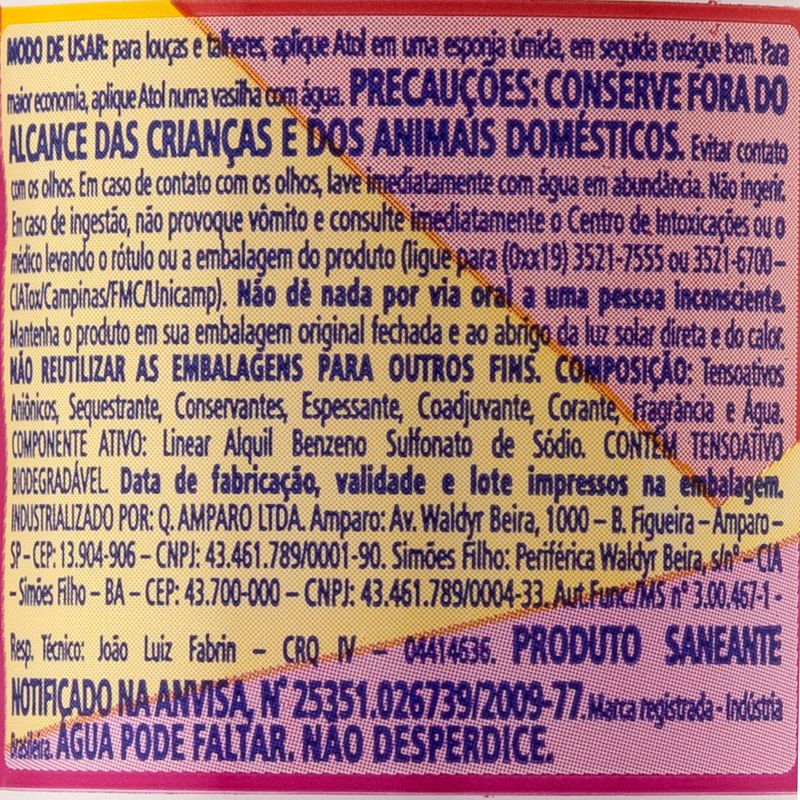 MODO DE USAR: para louças e talheres, aplique Atol em uma esponja úmida, em seguida enxágue bem. Para
maior economia, aplique Atol numa vasilha com água. PRECAUÇÕES: CONSERVE FORA DO
ALCANCE DAS CRIANÇAS E DOS ANIMAIS DOMÉSTICOS. Evitar contato
com os olhos. Em caso de contato com os olhos, lave imediatamente com água em abundância. Não ingerir.
Em caso de ingestão, não provoque vômito e consulte imediatamente o Centro de Intoxicações ou o
médico levando o rótulo ou a embalagem do produto (ligue para (0xx19) 3521-7555 ou 3521-6700 –
CIATox/Campinas/FMC/Unicamp). Não dê nada por via oral a uma pessoa inconsciente.
Mantenha o produto em sua embalagem original fechada e ao abrigo da luz solar direta e do calor.
NÃO REUTILIZAR AS EMBALAGENS PARA OUTROS FINS. COMPOSIÇÃO: Tensoativos
Aniônicos, Sequestrante, Conservantes, Espessante, Coadjuvante, Corante, Fragrância e Água.
COMPONENTE ATIVO: Linear Alquil Benzeno Sulfonato de Sódio. CONTÉM TENSOATIVO
BIODEGRADÁVEL. Data de fabricação, validade e lote impressos na embalagem.
INDUSTRIALIZADO POR: Q. AMPARO LTDA. Amparo: Av. Waldyr Beira, 1000 – B. Figueira – Amparo –
SP – CEP: 13.904-906 – CNPJ: 43.461.789/0001-90. Simões Filho: Periférica Waldyr Beira, s/nº – CIA
- Simões Filho – BA – CEP: 43.700-000 – CNPJ: 43.461.789/0004-33. Aut.Func./MS nº 3.00.467-1 -
Resp. Técnico: João Luiz Fabrin – CRQ IV – 04414636. PRODUTO SANEANTE
NOTIFICADO NA ANVISA, Nº 25351.026739/2009-77. Marca registrada - Indústria
Brasileira. ÁGUA PODE FALTAR. NÃO DESPERDICE.